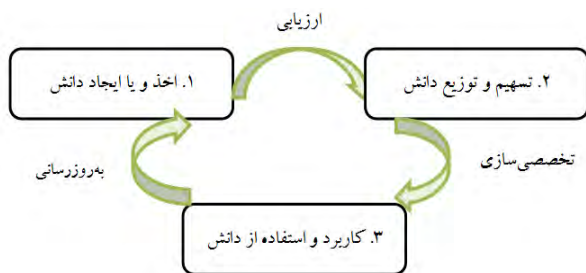 ارزیابی
۱. اخذ و یا ایجاد دانش
۲. تسهیم و توزیع دانش
تخصصی‌سازی
به‌روزرسانی
۳. کاربرد و استفاده از دانش